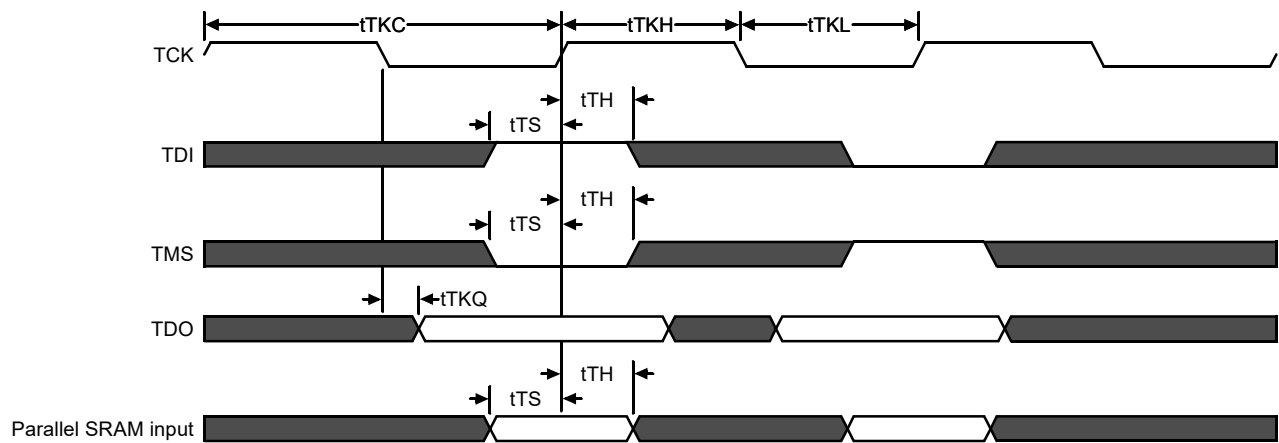 tTKC tTKH tTKL
TCK
tTH
tTS
TDI
tTH
tTS
TMS
tTKQ
TDO
tTH
tTS
Parallel SRAM input